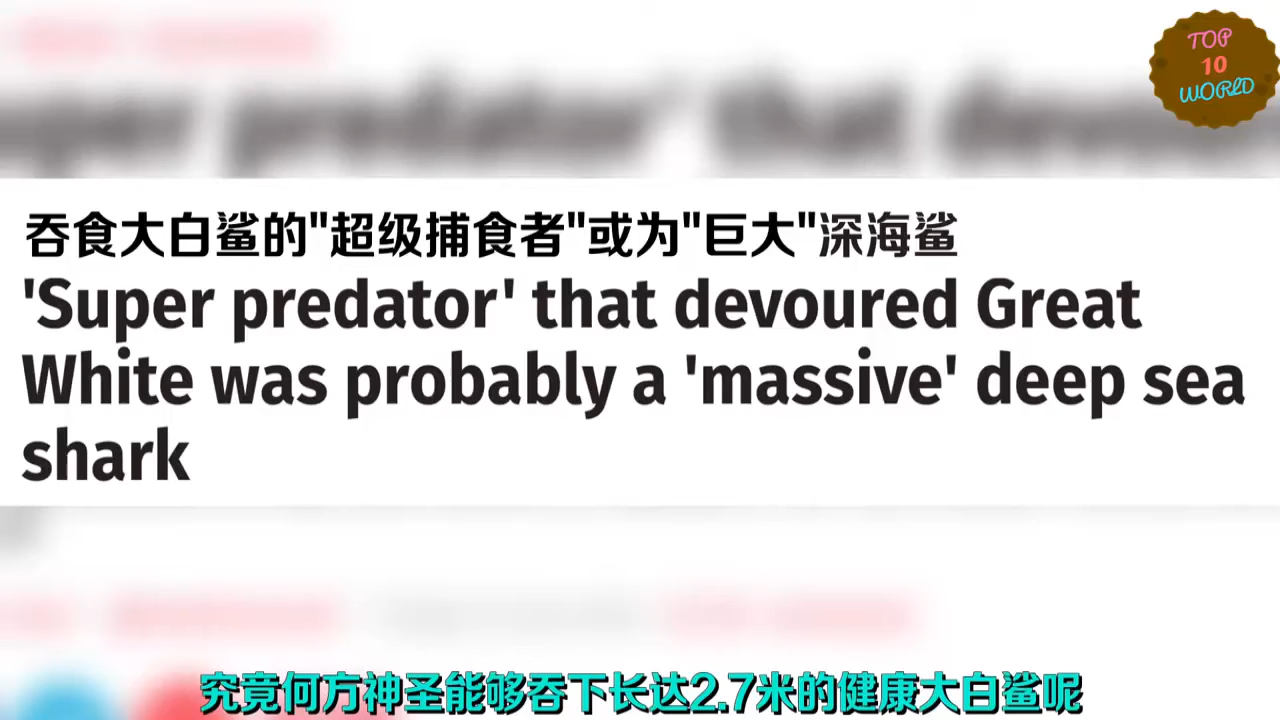 TOP
10
WORLD
吞食大白鲨的"超级捕食者"或为"巨大"深海鲨
'Super predator' that devoured Great
White was probably a 'massive' deep sea
shark
究竟何方神圣能够吞下长达2.7米的健康大白鲨呢